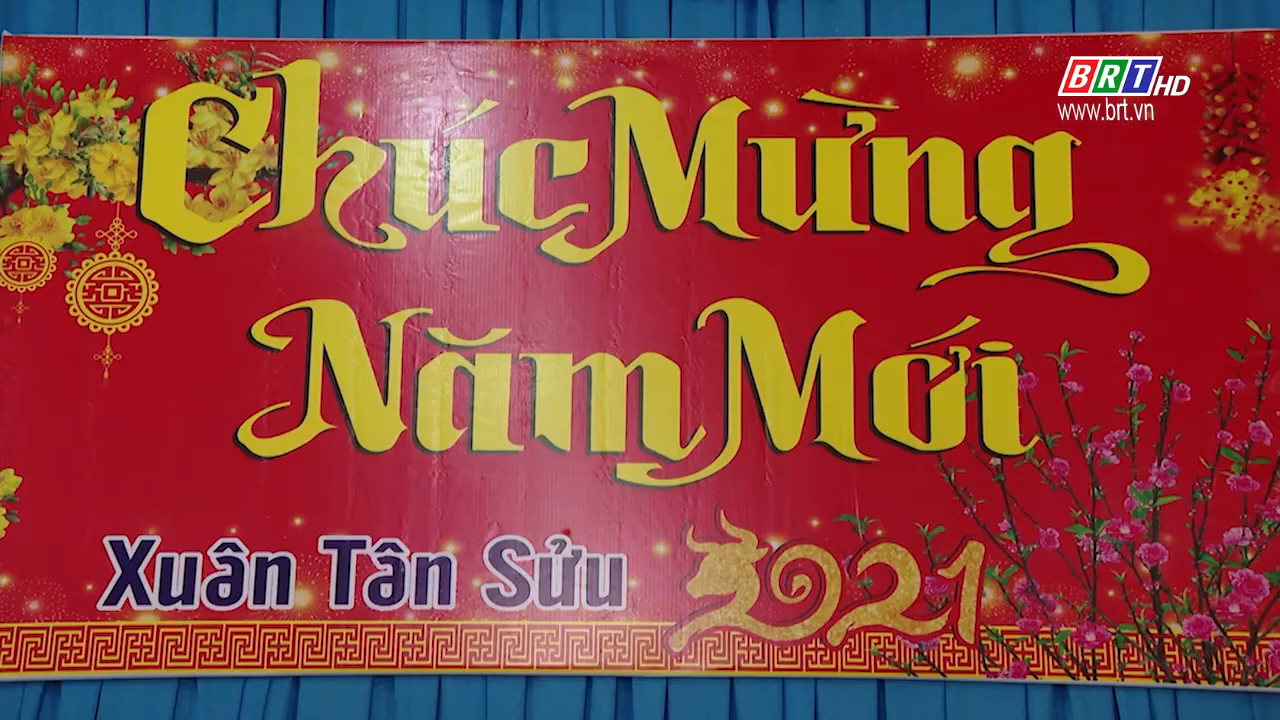 BRT HD
www.brt.vn
Chúc Mừng
Năm Mới
Xuân Tân Sửu 2021